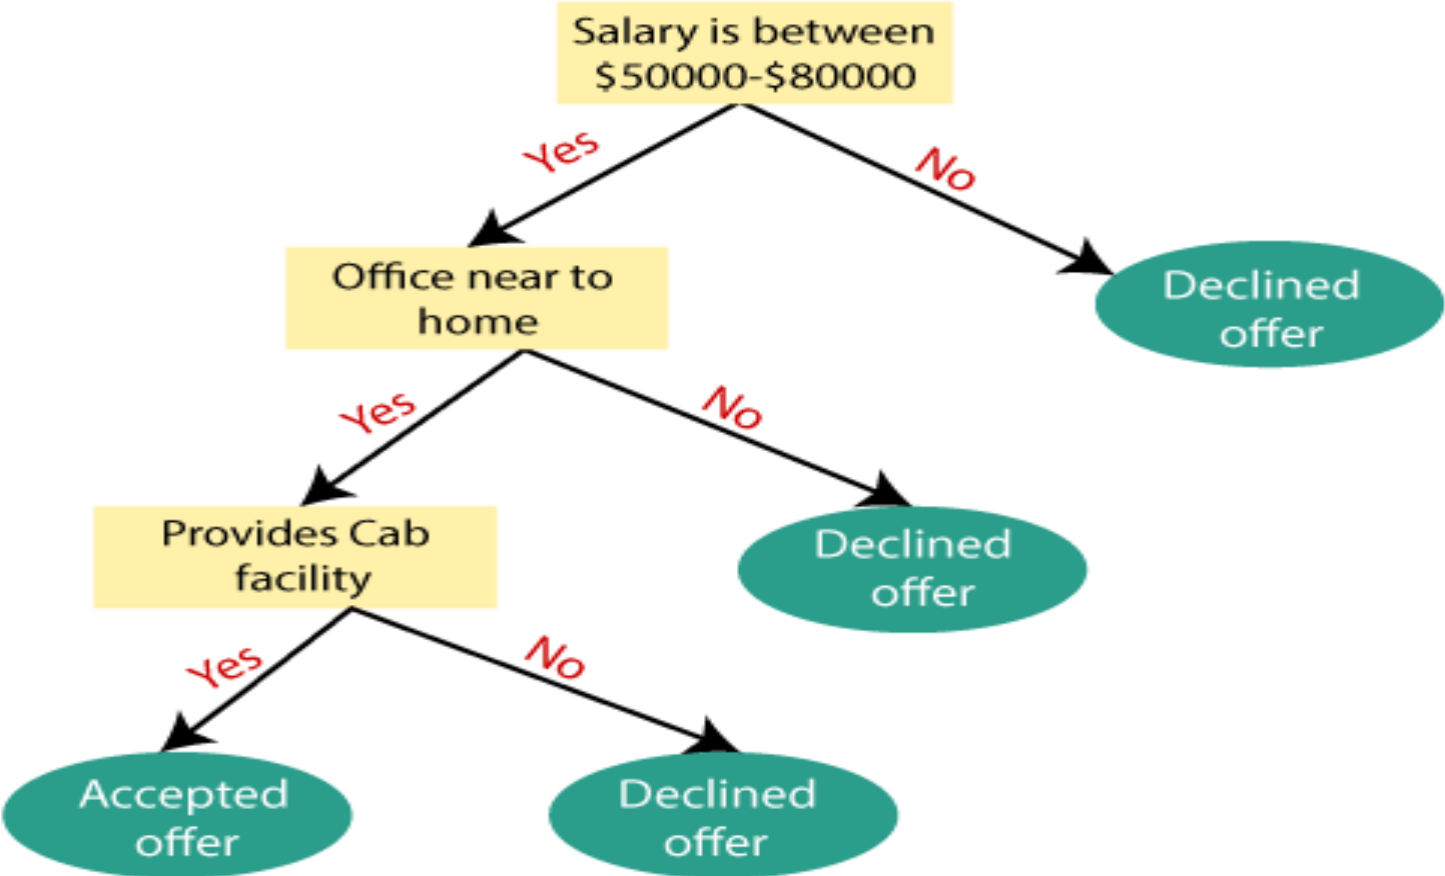 Salary is between
$50000-$80000
Yes
No
Office near to
home
Declined
offer
Yes
No
Provides Cab
facility
Declined
offer
Yes
No
Accepted
offer
Declined
offer